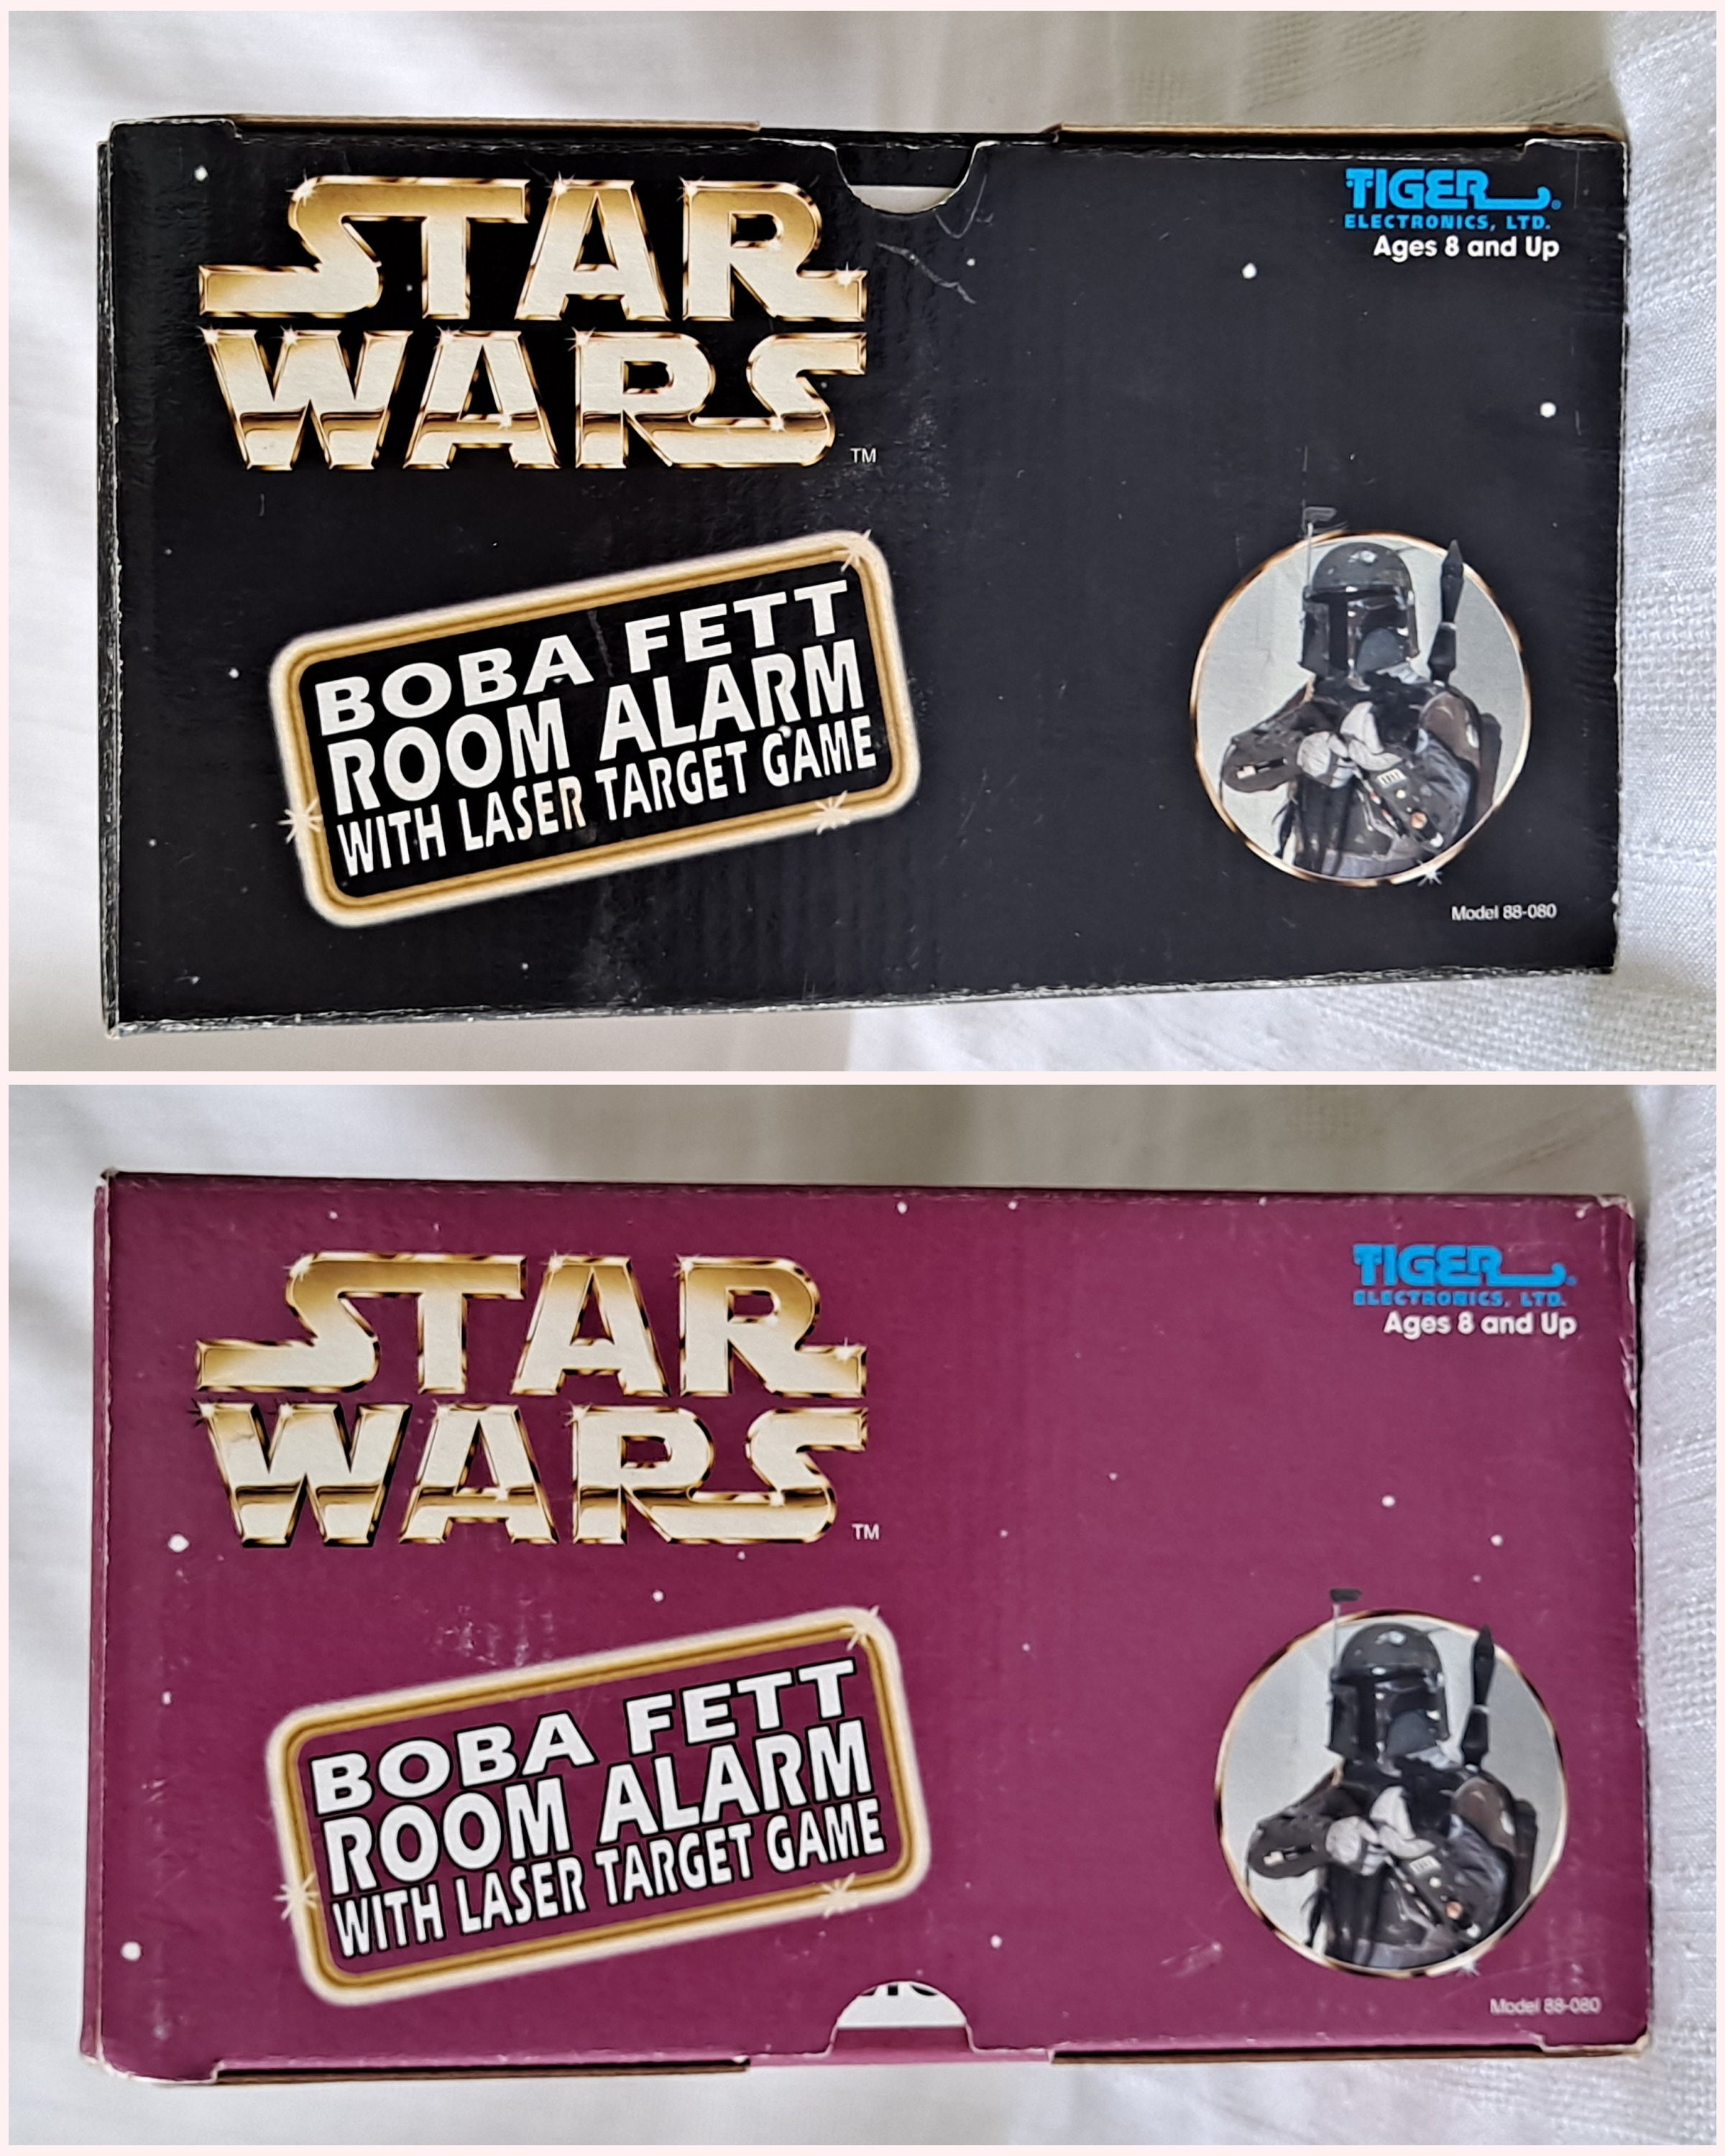 STAR
WARS
TM
TIGER®
ELECTRONICS, LTD.
Ages 8 and Up
BOBA FETT
ROOM ALARM
WITH LASER TARGET GAME
Model 88-080
STAR
WARS
TM
TIGER®
ELECTRONICS, LTD.
Ages 8 and Up
BOBA FETT
ROOM ALARM
WITH LASER TARGET GAME
Model 88-080